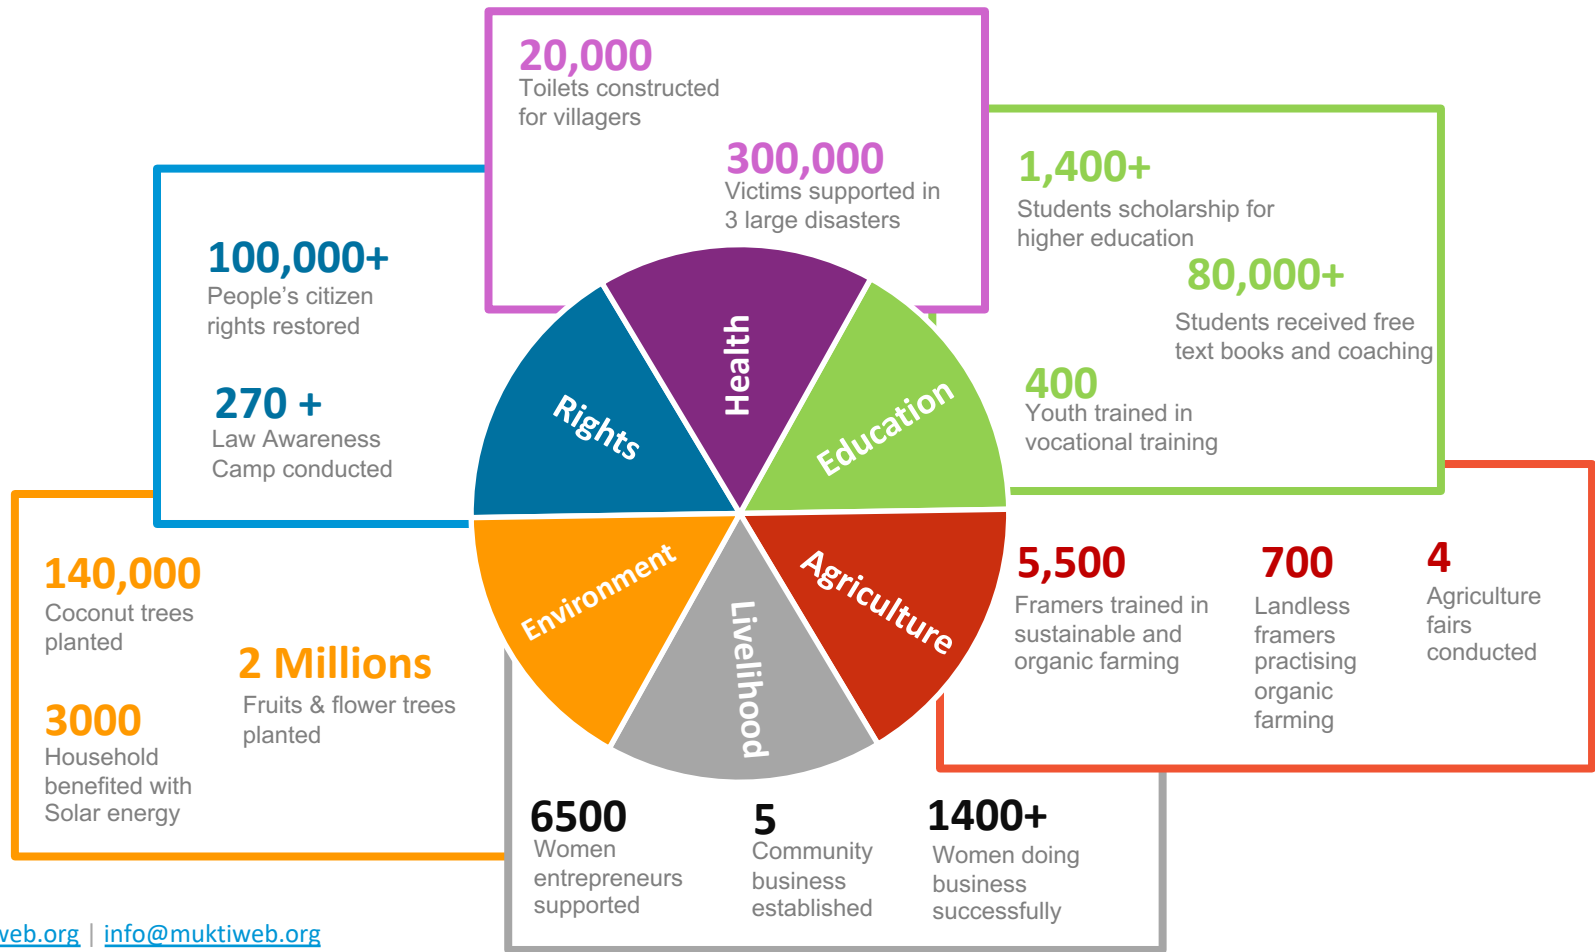 20,000
Toilets constructed
for villagers
300,000
Victims supported in
3 large disasters
1,400+
Students scholarship for
higher education
80,000+
Students received free
text books and coaching
400
Youth trained in
vocational training
100,000+
People’s citizen
rights restored
270 +
Law Awareness
Camp conducted
Health
Rights
Education
Environment
Livelihood
Agriculture
140,000
Coconut trees
planted
2 Millions
Fruits & flower trees
planted
3000
Household
benefited with
Solar energy
5,500
Framers trained in
sustainable and
organic farming
700
Landless
framers
practising
organic
farming
4
Agriculture
fairs
conducted
6500
Women
entrepreneurs
supported
5
Community
business
established
1400+
Women doing
business
successfully
web.org | info@muktiweb.org